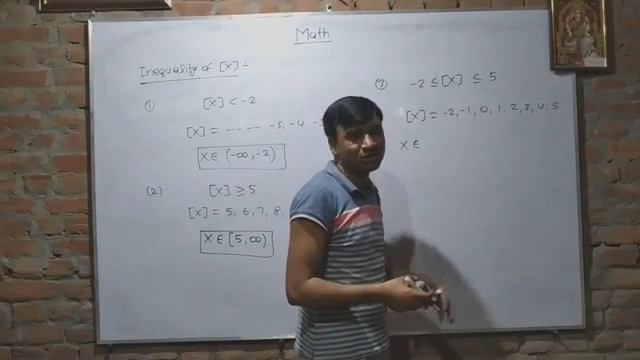 Math
Inequality of [x] :-
(1) [x] < -2
[x] = ---- --- -5, -4, -3
x ∈ (-∞, -2)
(2) [x] ≥ 5
[x] = 5, 6, 7, 8,
x ∈ [5, ∞)
(3) -2 ≤ [x] ≤ 5
[x] = -2, -1, 0, 1, 2, 3, 4, 5
x ∈